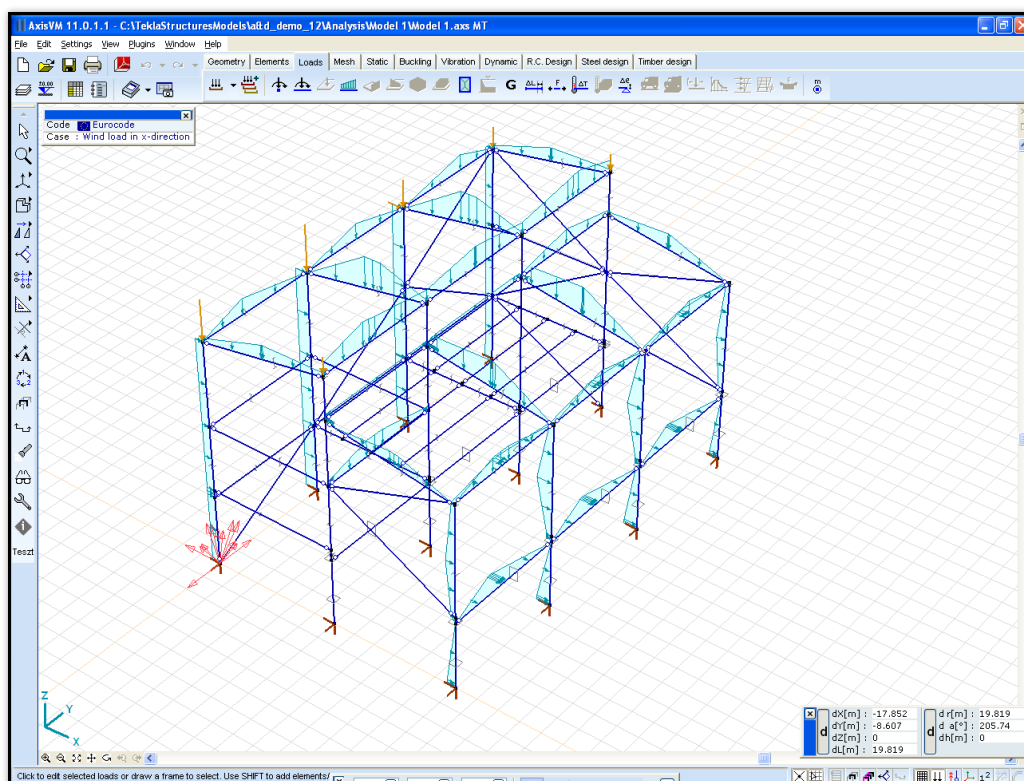 AxisVM 11.0.1.1 - C:\TeklaStructuresModels\a&d_demo_12\Analysis\Model 1\Model 1.axs MT
File Edit Settings View Plugins Window Help
Geometry Elements Loads Mesh Static Buckling Vibration Dynamic R.C. Design Steel design Timber design
Code Eurocode
Case : Wind load in x-direction
Teszt
Z
Y
X
dX[m] : -17.852
dY[m] : -8.607
dZ[m] : 0
dL[m] : 19.819
d
d r[m] : 19.819
d a[°] : 205.74
dh[m] : 0
d
Click to edit selected loads or draw a frame to select. Use SHIFT to add elements/